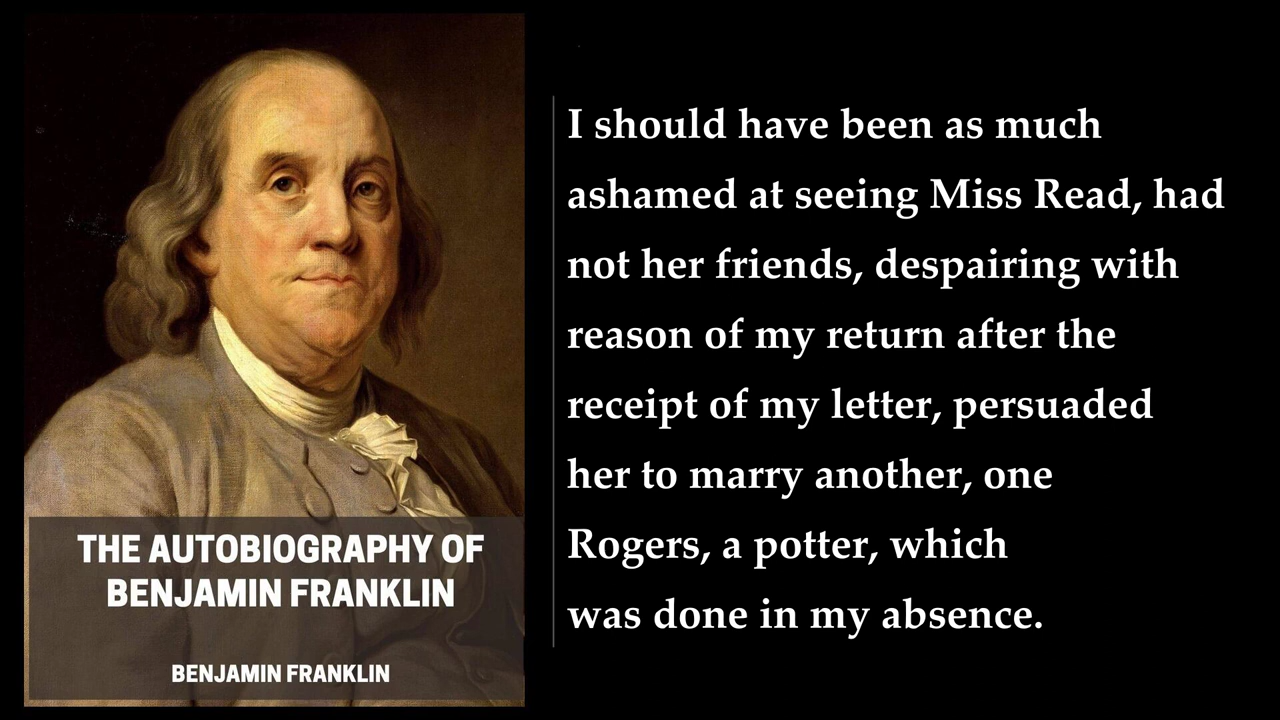 THE AUTOBIOGRAPHY OF
BENJAMIN FRANKLIN
BENJAMIN FRANKLIN
I should have been as much
ashamed at seeing Miss Read, had
not her friends, despairing with
reason of my return after the
receipt of my letter, persuaded
her to marry another, one
Rogers, a potter, which
was done in my absence.